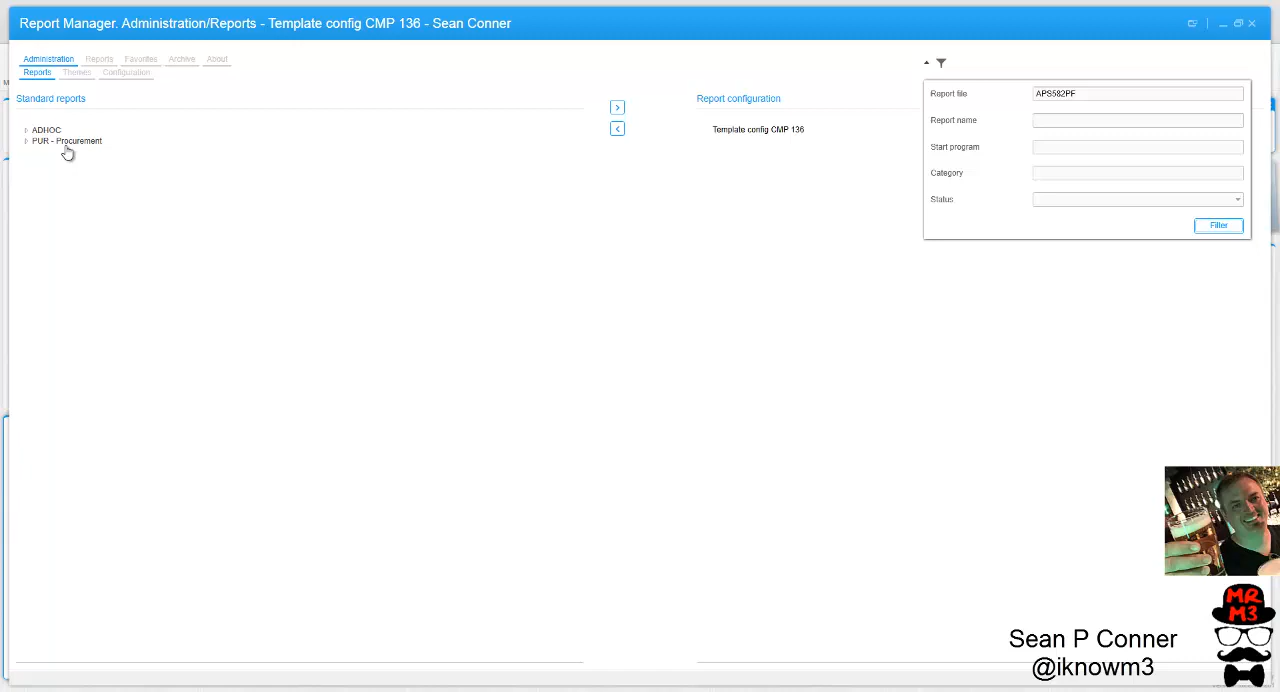 Report Manager. Administration/Reports - Template config CMP 136 - Sean Conner
Administration Reports Favorites Archive About
Reports Themes Configuration
Standard reports
ADHOC
PUR - Procurement
Report configuration
Template config CMP 136
Report file APS582PF
Report name
Start program
Category
Status
Filter
MR
M3
Sean P Conner
@iknowm3